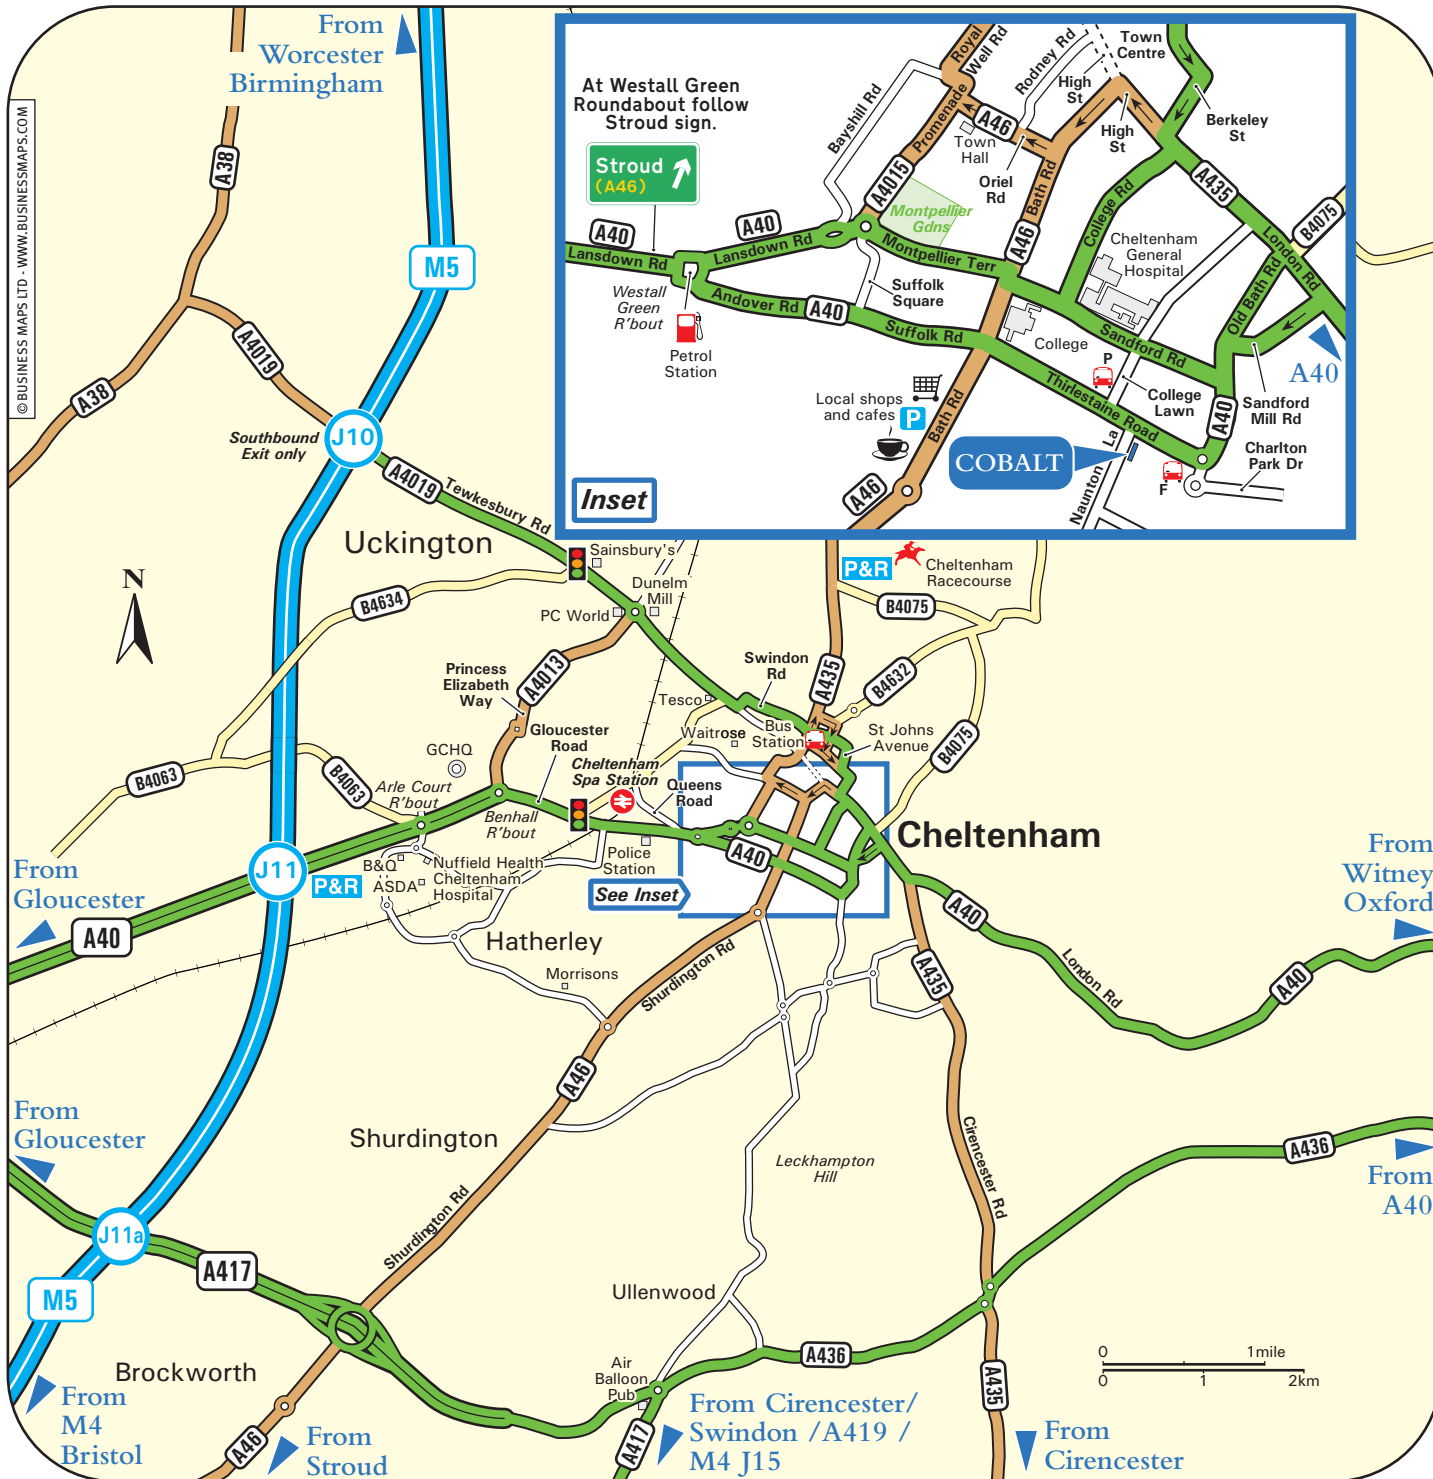 © BUSINESS MAPS LTD - WWW.BUSINESSMAPS.COM
From
Worcester
Birmingham
A38
M5
A4019
A38
Southbound
Exit only
J10
A4019
Tewkesbury Rd
Uckington
At Westall Green
Roundabout follow
Stroud sign.
Stroud
(A46)
Royal
Well Rd
Rodney Rd
Town
Centre
Bayshill Rd
Promenade
A46
High
St
High
St
Berkeley
St
Town
Hall
Oriel
Rd
Bath Rd
A4015
Montpellier
Gdns
College Rd
A435
B4075
A40
Lansdown Rd
A40
Lansdown Rd
Montpellier Terr
A46
Cheltenham
General
Hospital
London Rd
Old Bath Rd
Westall
Green
R'bout
Andover Rd
A40
Suffolk
Square
Suffolk Rd
College
Sandford Rd
Petrol
Station
P
College
Lawn
Sandford
Mill Rd
A40
Local shops
and cafes
P
Bath Rd
Thirlestaine Road
A40
COBALT
Naunton La
F
Charlton
Park Dr
A46
Inset
Sainsbury's
P&R
Cheltenham
Racecourse
N
B4634
Dunelm
Mill
PC World
B4075
Princess
Elizabeth
Way
A4013
Swindon
Rd
A435
B4632
Tesco
Bus
Station
St Johns
Avenue
B4075
Gloucester
Road
Waitrose
GCHQ
B4063
B4063
Arle Court
R'bout
Cheltenham
Spa Station
Queens
Road
Benhall
R'bout
Cheltenham
J11
P&R
B&Q
ASDA
Nuffield Health
Cheltenham
Hospital
Police
Station
A40
See Inset
From
Gloucester
A40
From
Witney
Oxford
A40
Hatherley
Morrisons
Shurdington Rd
A435
London Rd
A40
A46
From
Gloucester
Shurdington
Leckhampton
Hill
Cirencester Rd
A436
From
A40
Shurdington Rd
J11a
A417
M5
Ullenwood
A436
Brockworth
Air
Balloon
Pub
A435
0
1mile
0
1
2km
From
M4
Bristol
A46
From
Stroud
A417
From Cirencester/
Swindon /A419 /
M4 J15
From
Cirencester